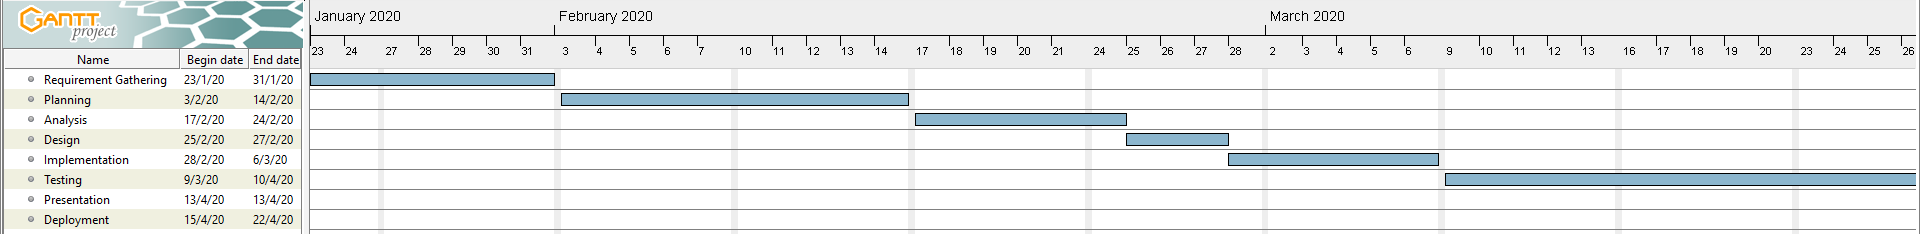 GANTT
project
January 2020 February 2020 March 2020
23 24 27 28 29 30 31 3 4 5 6 7 10 11 12 13 14 17 18 19 20 21 24 25 26 27 28 2 3 4 5 6 9 10 11 12 13 16 17 18 19 20 23 24 25 26
Name Begin date End date
Requirement Gathering 23/1/20 31/1/20
Planning 3/2/20 14/2/20
Analysis 17/2/20 24/2/20
Design 25/2/20 27/2/20
Implementation 28/2/20 6/3/20
Testing 9/3/20 10/4/20
Presentation 13/4/20 13/4/20
Deployment 15/4/20 22/4/20